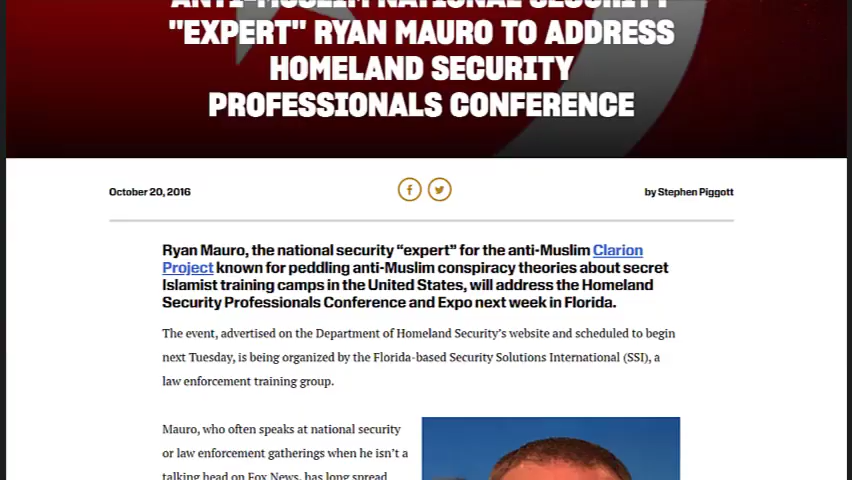 ANTI-MUSLIM NATIONAL SECURITY
"EXPERT" RYAN MAURO TO ADDRESS
HOMELAND SECURITY
PROFESSIONALS CONFERENCE
October 20, 2016
by Stephen Piggott
Ryan Mauro, the national security “expert” for the anti-Muslim Clarion
Project known for peddling anti-Muslim conspiracy theories about secret
Islamist training camps in the United States, will address the Homeland
Security Professionals Conference and Expo next week in Florida.
The event, advertised on the Department of Homeland Security’s website and scheduled to begin
next Tuesday, is being organized by the Florida-based Security Solutions International (SSI), a
law enforcement training group.
Mauro, who often speaks at national security
or law enforcement gatherings when he isn’t a
talking head on Fox News, has long spread